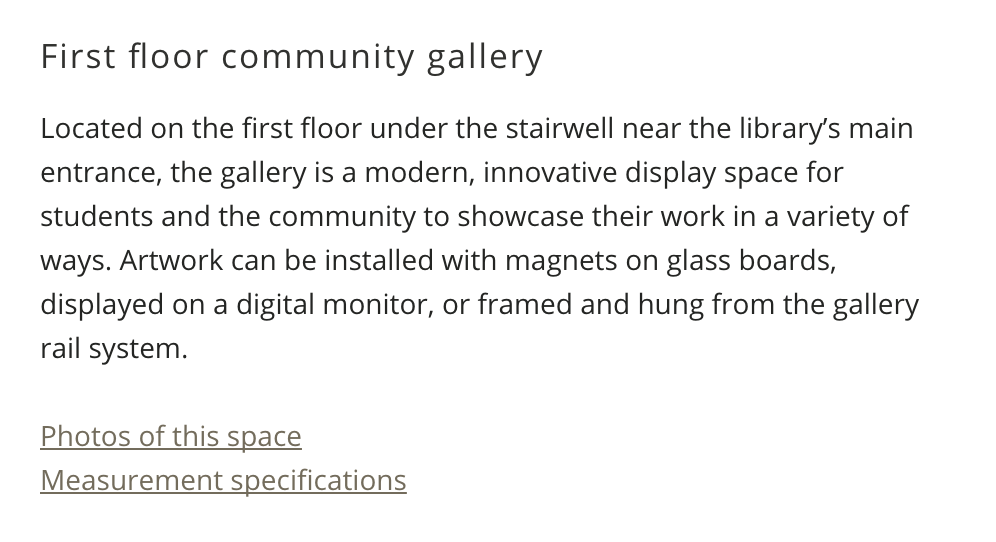 First floor community gallery
Located on the first floor under the stairwell near the library’s main
entrance, the gallery is a modern, innovative display space for
students and the community to showcase their work in a variety of
ways. Artwork can be installed with magnets on glass boards,
displayed on a digital monitor, or framed and hung from the gallery
rail system.
Photos of this space
Measurement specifications